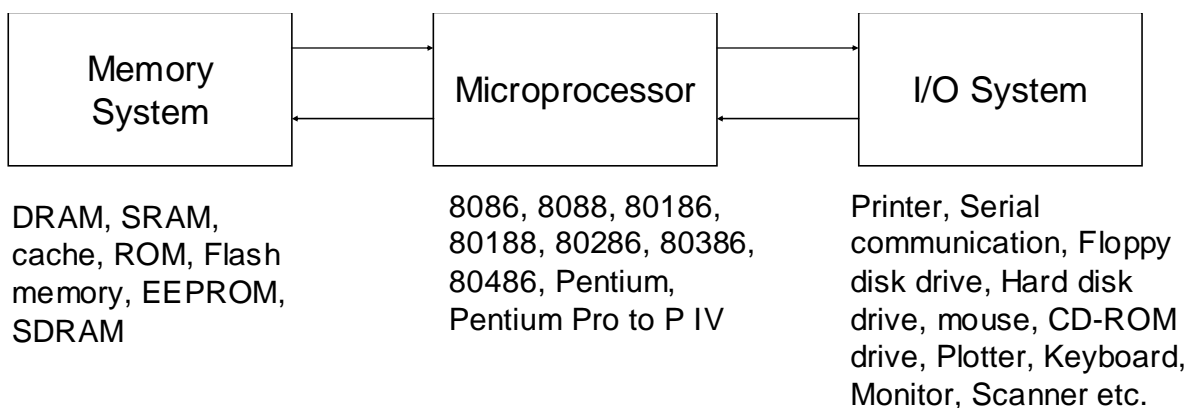 Memory
System
Microprocessor
I/O System
DRAM, SRAM,
cache, ROM, Flash
memory, EEPROM,
SDRAM
8086, 8088, 80186,
80188, 80286, 80386,
80486, Pentium,
Pentium Pro to P IV
Printer, Serial
communication, Floppy
disk drive, Hard disk
drive, mouse, CD-ROM
drive, Plotter, Keyboard,
Monitor, Scanner etc.